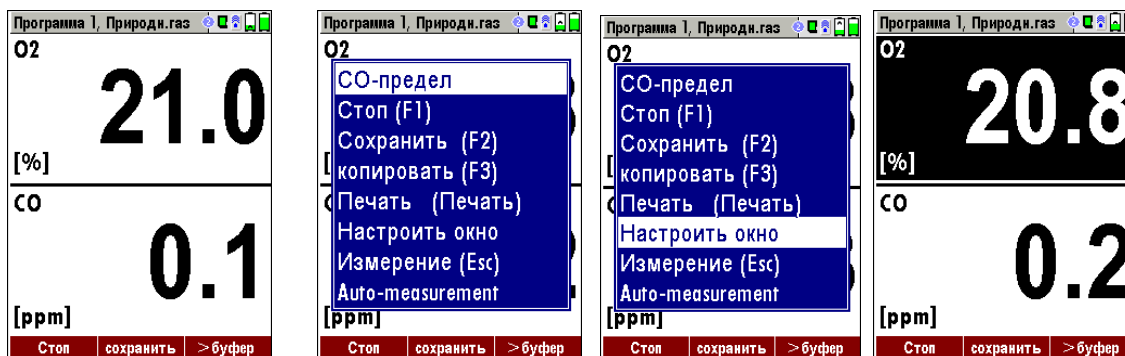 Программа 1, Природн.газ
O2
21.0
[%]
CO
0.1
[ppm]
Стоп сохранить >буфер
Программа 1, Природн.газ
O2
СО-предел
Стоп (F1)
Сохранить (F2)
копировать (F3)
Печать (Печать)
Настроить окно
Измерение (Esc)
Auto-measurement
[ppm]
Стоп сохранить >буфер
Программа 1, Природн.газ
O2
СО-предел
Стоп (F1)
Сохранить (F2)
копировать (F3)
Печать (Печать)
Настроить окно
Измерение (Esc)
Auto-measurement
[ppm]
Стоп сохранить >буфер
Программа 1, Природн.газ
O2
20.8
[%]
CO
0.2
[ppm]
Стоп сохранить >буфер